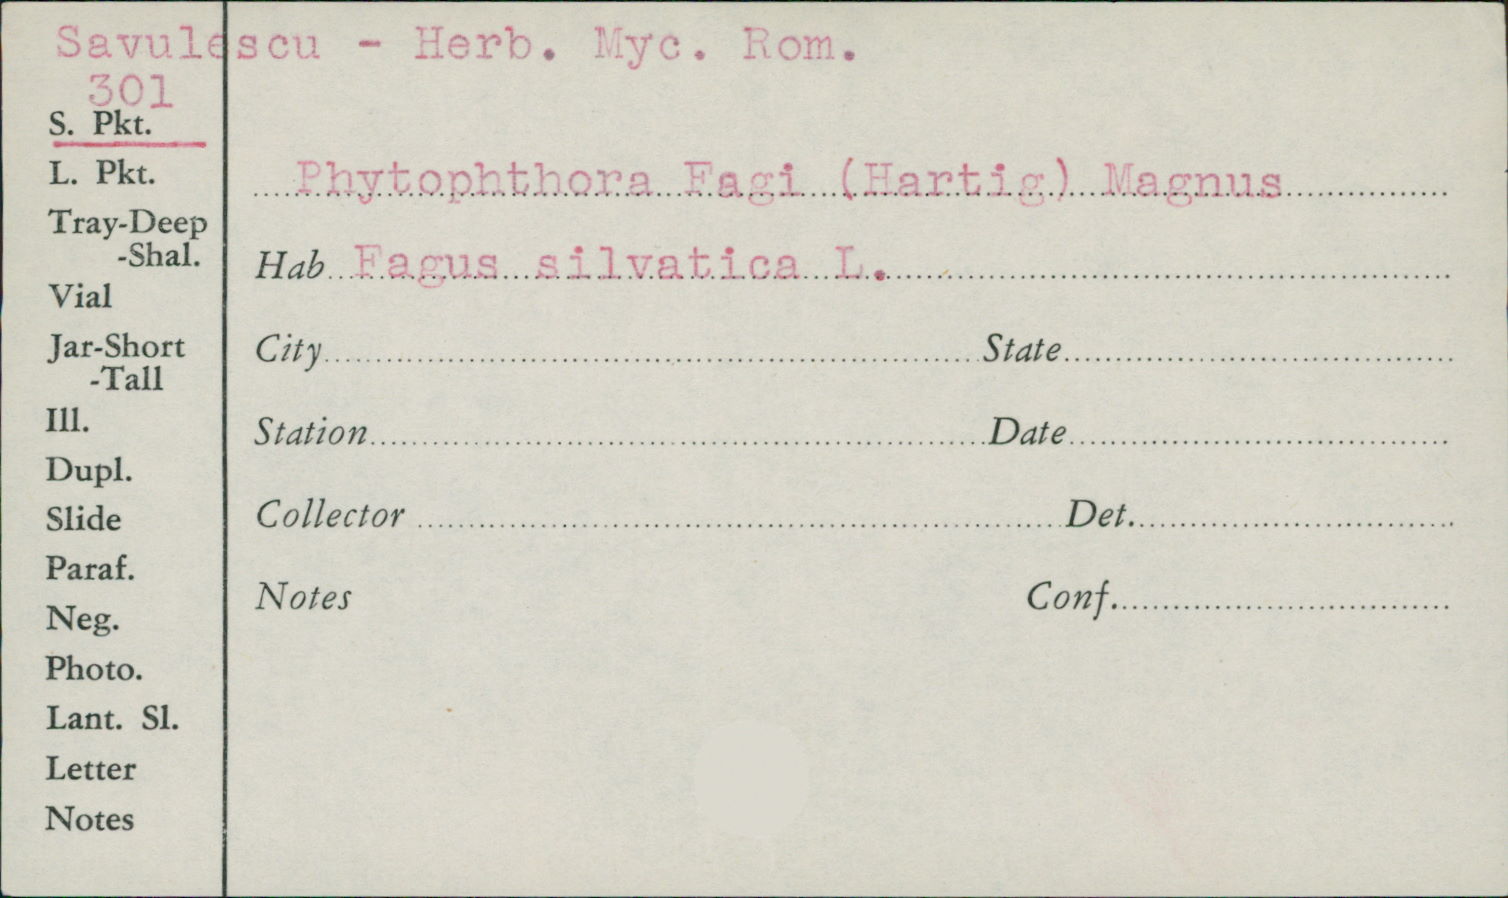 Savulescu - Herb. Myc. Rom.
301
S. Pkt.
L. Pkt.
Phytophthora Fagi (Hartig) Magnus
Tray-Deep
-Shal.
Hab Fagus silvatica L.
Vial
Jar-Short
-Tall
City State
Ill.
Station Date
Dupl.
Slide
Collector Det.
Paraf.
Neg.
Notes Conf.
Photo.
Lant. Sl.
Letter
Notes